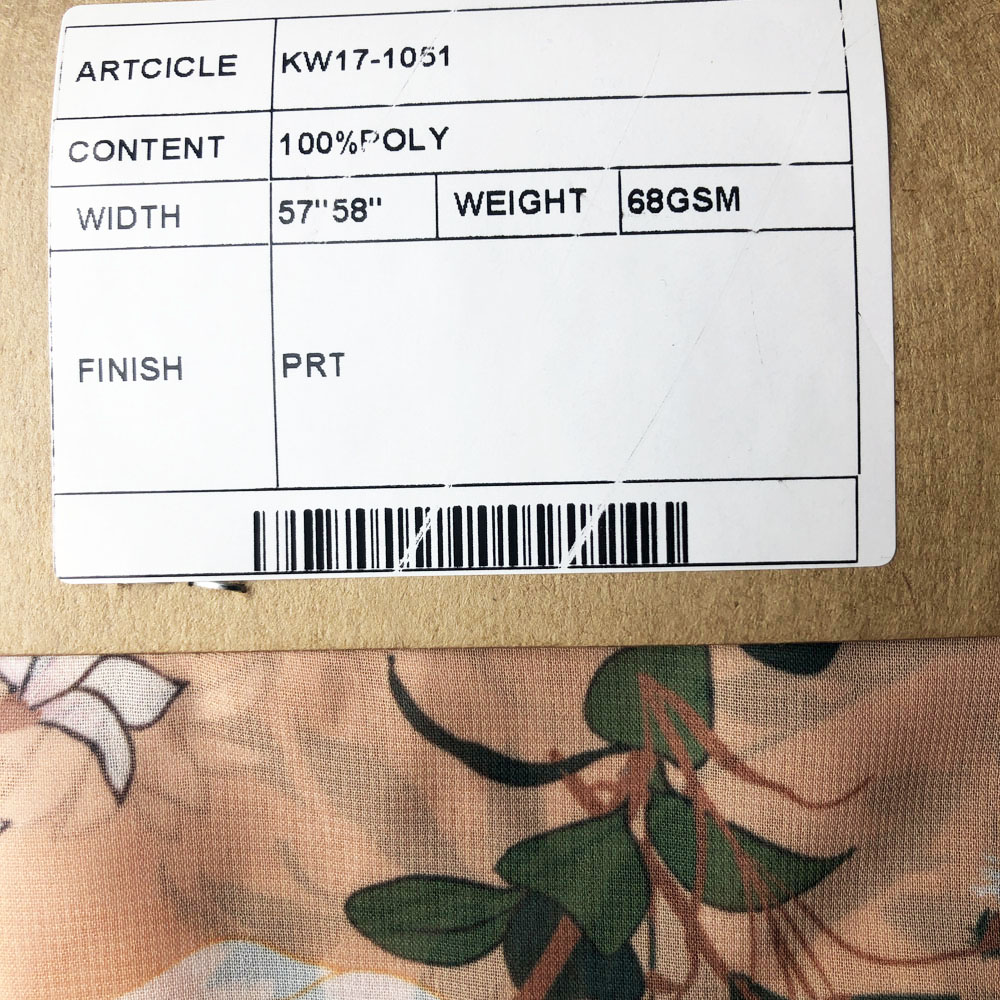 ARTCICLE KW17-1051
CONTENT 100%POLY
WIDTH 57"58" WEIGHT 68GSM
FINISH PRT